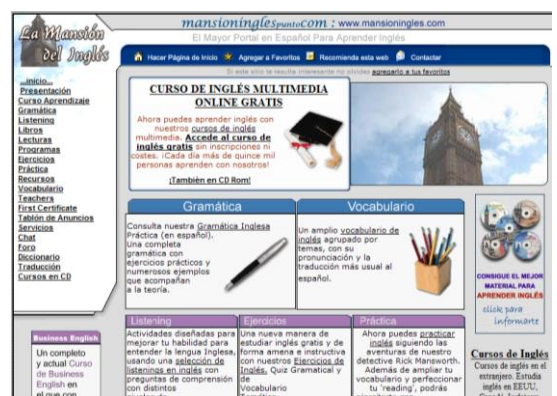 La Mansión
del Inglés
mansioninglespuntocom : www.mansioningles.com
El Mayor Portal en Español Para Aprender Inglés
Hacer Página de Inicio Agregar a Favoritos Recomienda esta web Contactar
Si este sitio te resulta interesante no olvides agregarlo a tus favoritos
...Inicio...
Presentación
Curso Aprendizaje
Gramática
Listening
Libros
Lecturas
Programas
Ejercicios
Práctica
Recursos
Vocabulario
Teachers
First Certificate
Tablón de Anuncios
Servicios
Chat
Foro
Diccionario
Traducción
Cursos en CD
CURSO DE INGLÉS MULTIMEDIA
ONLINE GRATIS
Ahora puedes aprender inglés con
nuestros cursos de inglés
multimedia. Accede al curso de
inglés gratis sin inscripciones ni
costes. ¡Cada día más de quince mil
personas aprenden con nosotros!
¡También en CD Rom!
Gramática
Consulta nuestra Gramática Inglesa
Práctica (en español).
Una completa
gramática con
ejercicios prácticos y
numerosos ejemplos
que acompañan
a la teoría.
Vocabulario
Un amplio vocabulario de
inglés agrupado por
temas, con su
pronunciación y la
traducción más usual al
español.
CONSIGUE EL MEJOR
MATERIAL PARA
APRENDER INGLÉS
click para
informarte
Business English
Un completo
y actual Curso
de Business
English en
el que con
Listening
Actividades diseñadas para
mejorar tu habilidad para
entender la lengua Inglesa,
usando una selección de
listenings en inglés con
preguntas de comprensión
con distintos
Ejercicios
Una nueva manera de
estudiar inglés gratis y de
forma amena e instructiva
con nuestros Ejercicios de
Inglés. Quiz Gramatical y
de
Vocabulario
Práctica
Ahora puedes practicar
inglés siguiendo las
aventuras de nuestro
detective Rick Mansworth.
Además de ampliar tu
vocabulario y perfeccionar
tu 'reading', podrás
Cursos de Inglés
Cursos de inglés en el
extranjero. Estudia
inglés en EEUU,